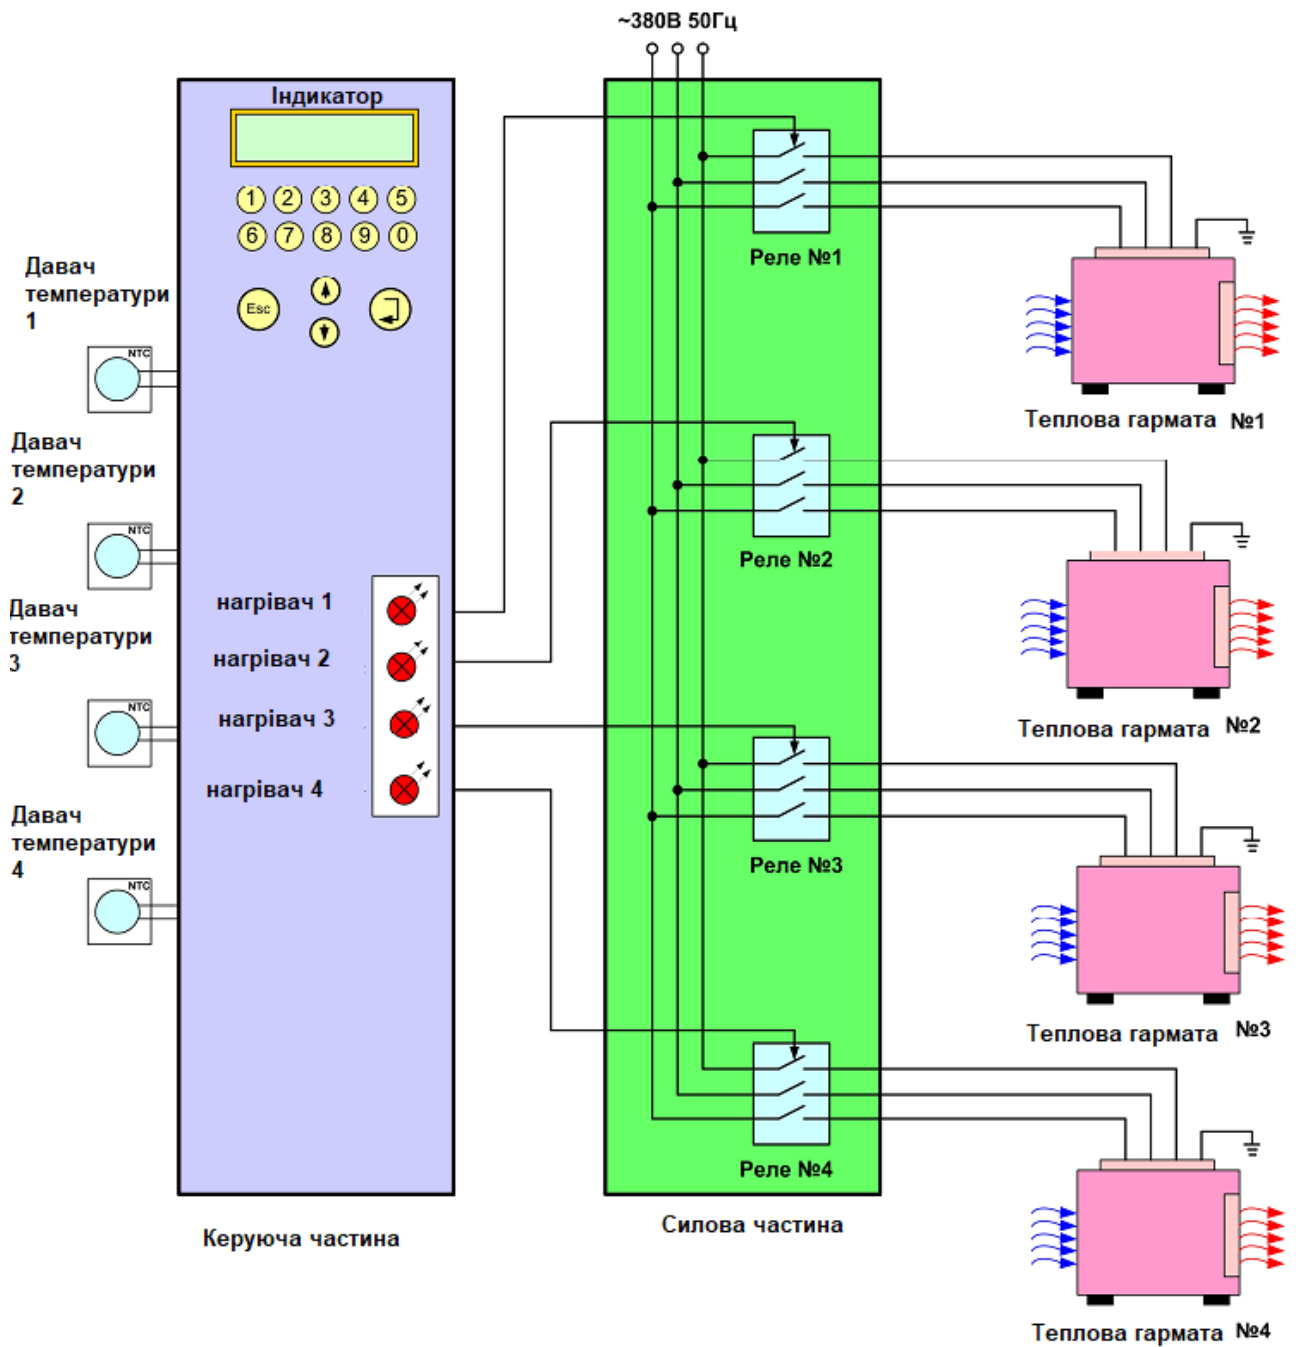 ~380В 50Гц
Індикатор
1 2 3 4 5
6 7 8 9 0
Esc
Давач
температури
1
NTC
Давач
температури
2
NTC
Давач
температури
3
NTC
Давач
температури
4
NTC
нагрівач 1
нагрівач 2
нагрівач 3
нагрівач 4
Керуюча частина
Реле №1
Реле №2
Реле №3
Реле №4
Силова частина
Теплова гармата №1
Теплова гармата №2
Теплова гармата №3
Теплова гармата №4